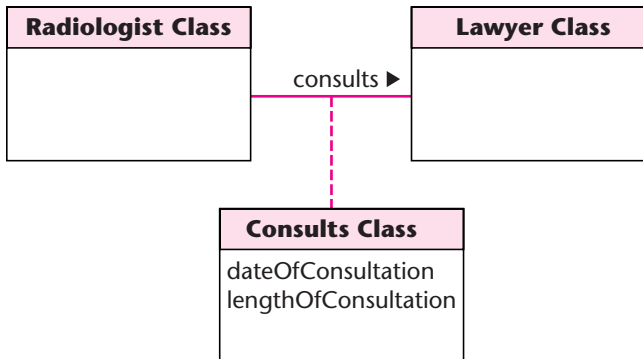 Radiologist Class
Lawyer Class
consults ▶
Consults Class
dateOfConsultation
lengthOfConsultation